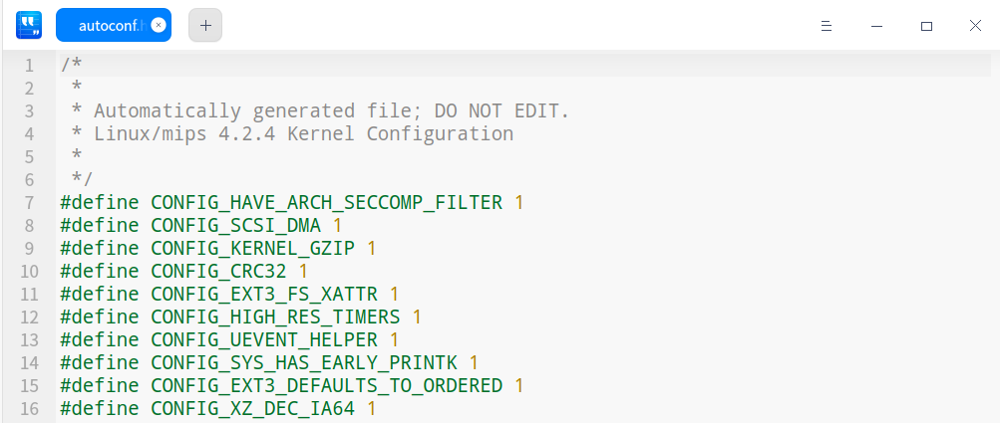 autoconf.h
1 /*
2  *
3  * Automatically generated file; DO NOT EDIT.
4  * Linux/mips 4.2.4 Kernel Configuration
5  *
6  */
7 #define CONFIG_HAVE_ARCH_SECCOMP_FILTER 1
8 #define CONFIG_SCSI_DMA 1
9 #define CONFIG_KERNEL_GZIP 1
10 #define CONFIG_CRC32 1
11 #define CONFIG_EXT3_FS_XATTR 1
12 #define CONFIG_HIGH_RES_TIMERS 1
13 #define CONFIG_UEVENT_HELPER 1
14 #define CONFIG_SYS_HAS_EARLY_PRINTK 1
15 #define CONFIG_EXT3_DEFAULTS_TO_ORDERED 1
16 #define CONFIG_XZ_DEC_IA64 1